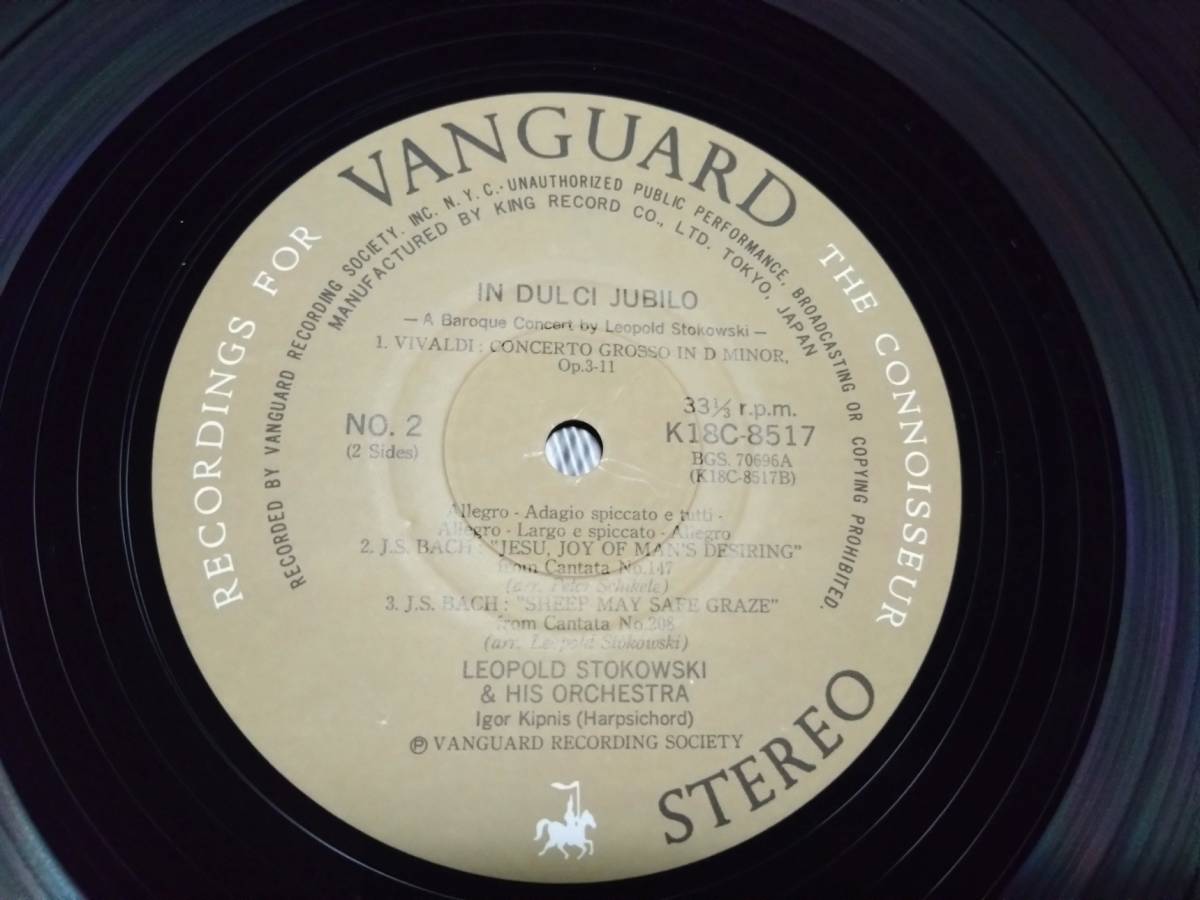 RECORDINGS FOR VANGUARD THE CONNOISSEUR
RECORDED BY VANGUARD RECORDING SOCIETY, INC. N. Y. C.· UNAUTHORIZED PUBLIC PERFORMANCE, BROADCASTING OR COPYING PROHIBITED.
MANUFACTURED BY KING RECORD CO., LTD. TOKYO, JAPAN
IN DULCI JUBILO
— A Baroque Concert by Leopold Stokowski —
1. VIVALDI : CONCERTO GROSSO IN D MINOR,
Op.3-11
NO. 2
(2 Sides)
33⅓ r.p.m.
K18C-8517
BGS. 70696A
(K18C-8517B)
Allegro - Adagio spiccato e tutti -
Allegro - Largo e spiccato - Allegro
2. J.S. BACH : "JESU, JOY OF MAN'S DESIRING"
from Cantata No.147
(arr. Peter Schikele)
3. J.S. BACH : "SHEEP MAY SAFE GRAZE"
from Cantata No.208
(arr. Leopold Stokowski)
LEOPOLD STOKOWSKI
& HIS ORCHESTRA
Igor Kipnis (Harpsichord)
Ⓟ VANGUARD RECORDING SOCIETY
STEREO